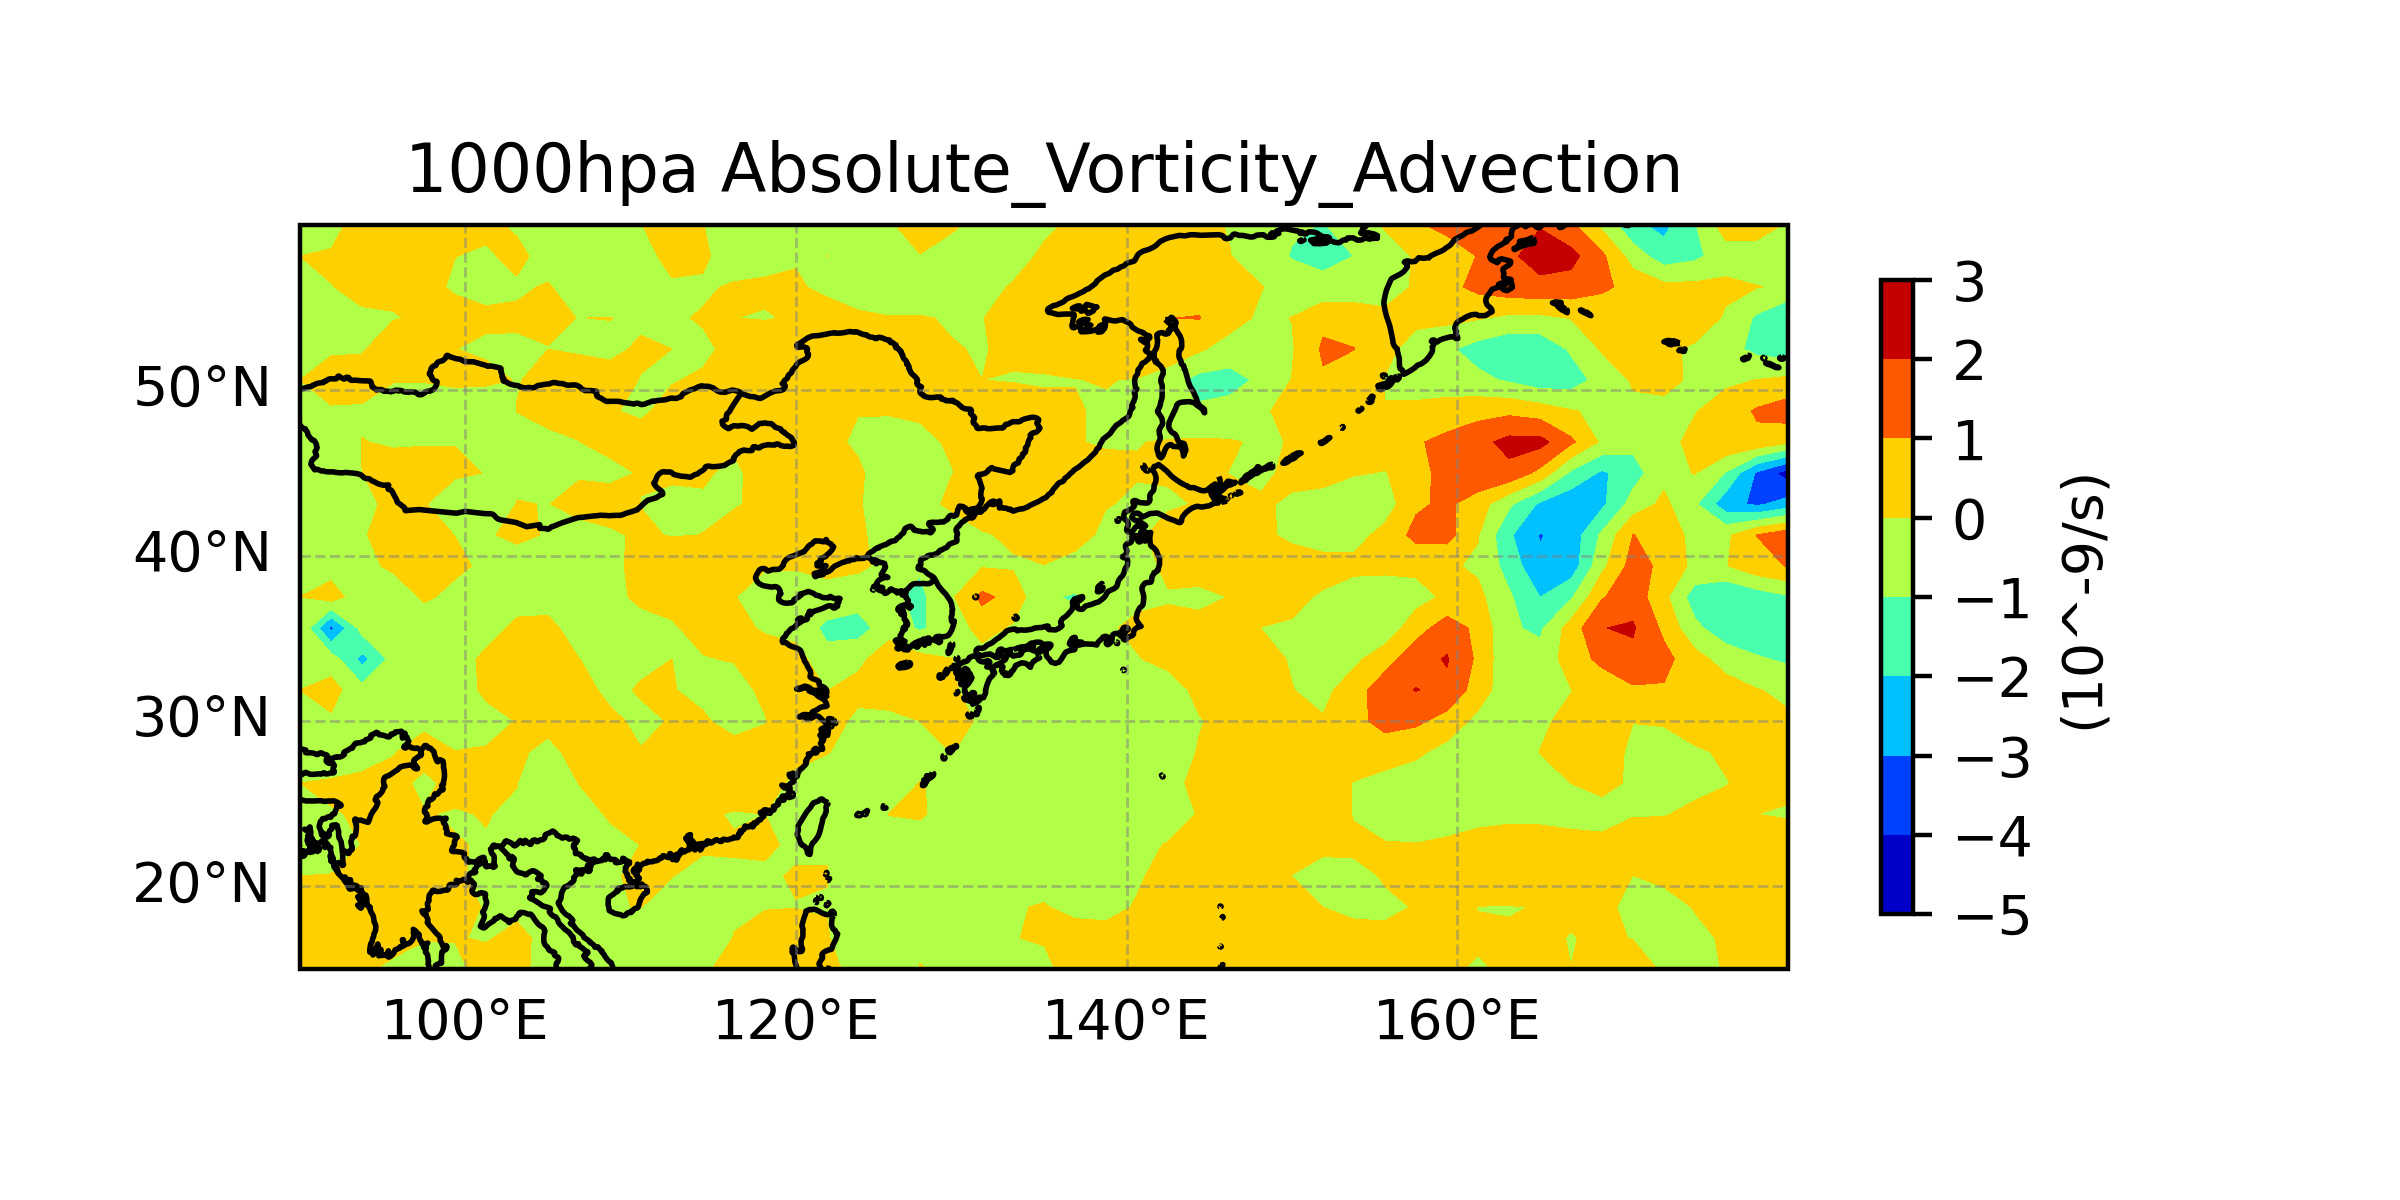 1000hpa Absolute_Vorticity_Advection
50°N
40°N
30°N
20°N
100°E
120°E
140°E
160°E
3
2
1
0
−1
−2
−3
−4
−5
(10^-9/s)